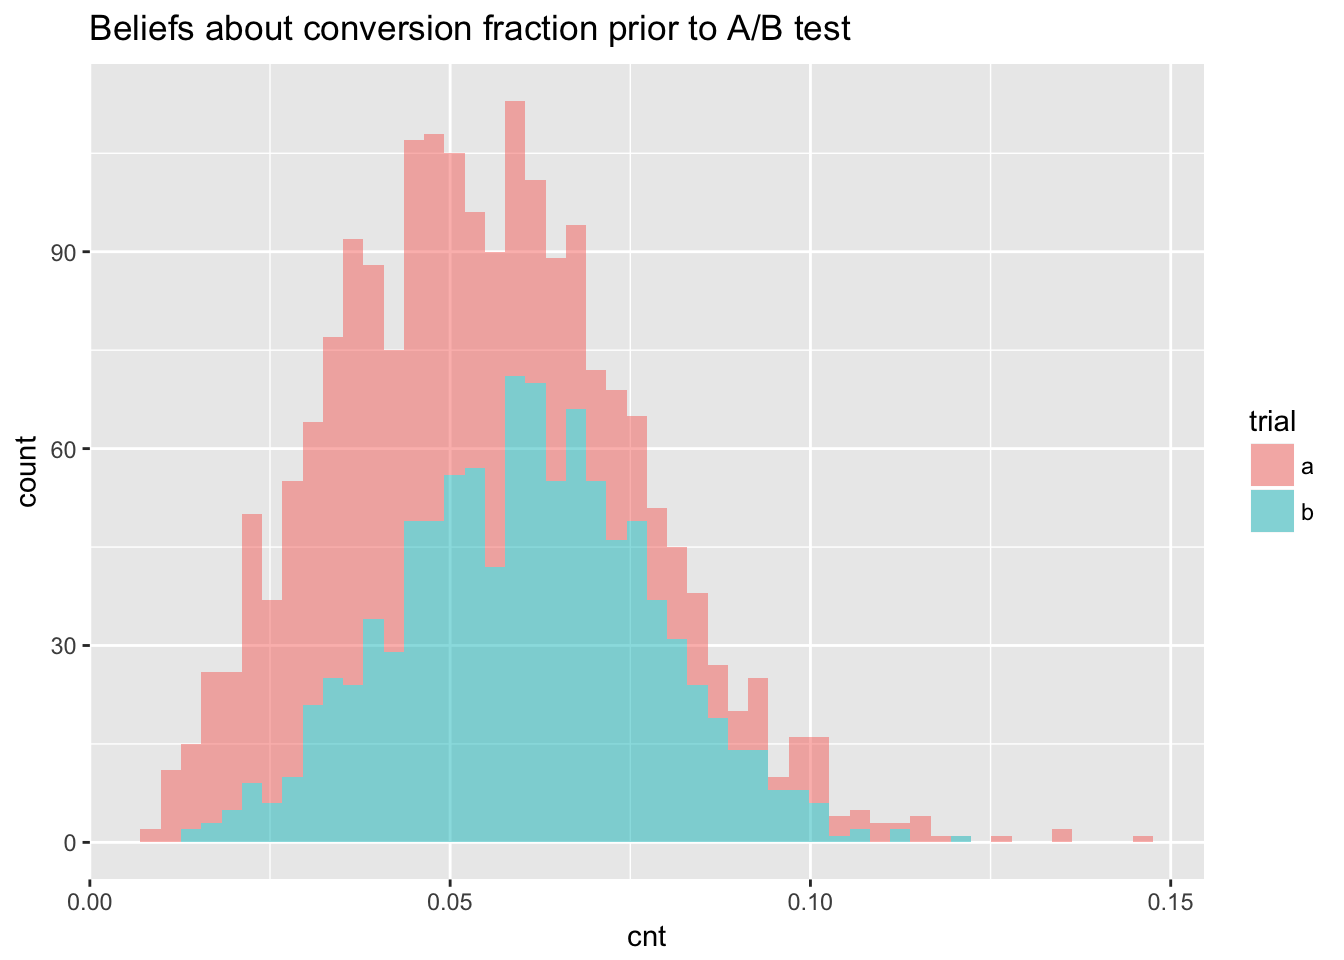 Beliefs about conversion fraction prior to A/B test
90
60
30
0
count
0.00
0.05
0.10
0.15
cnt
trial
a
b